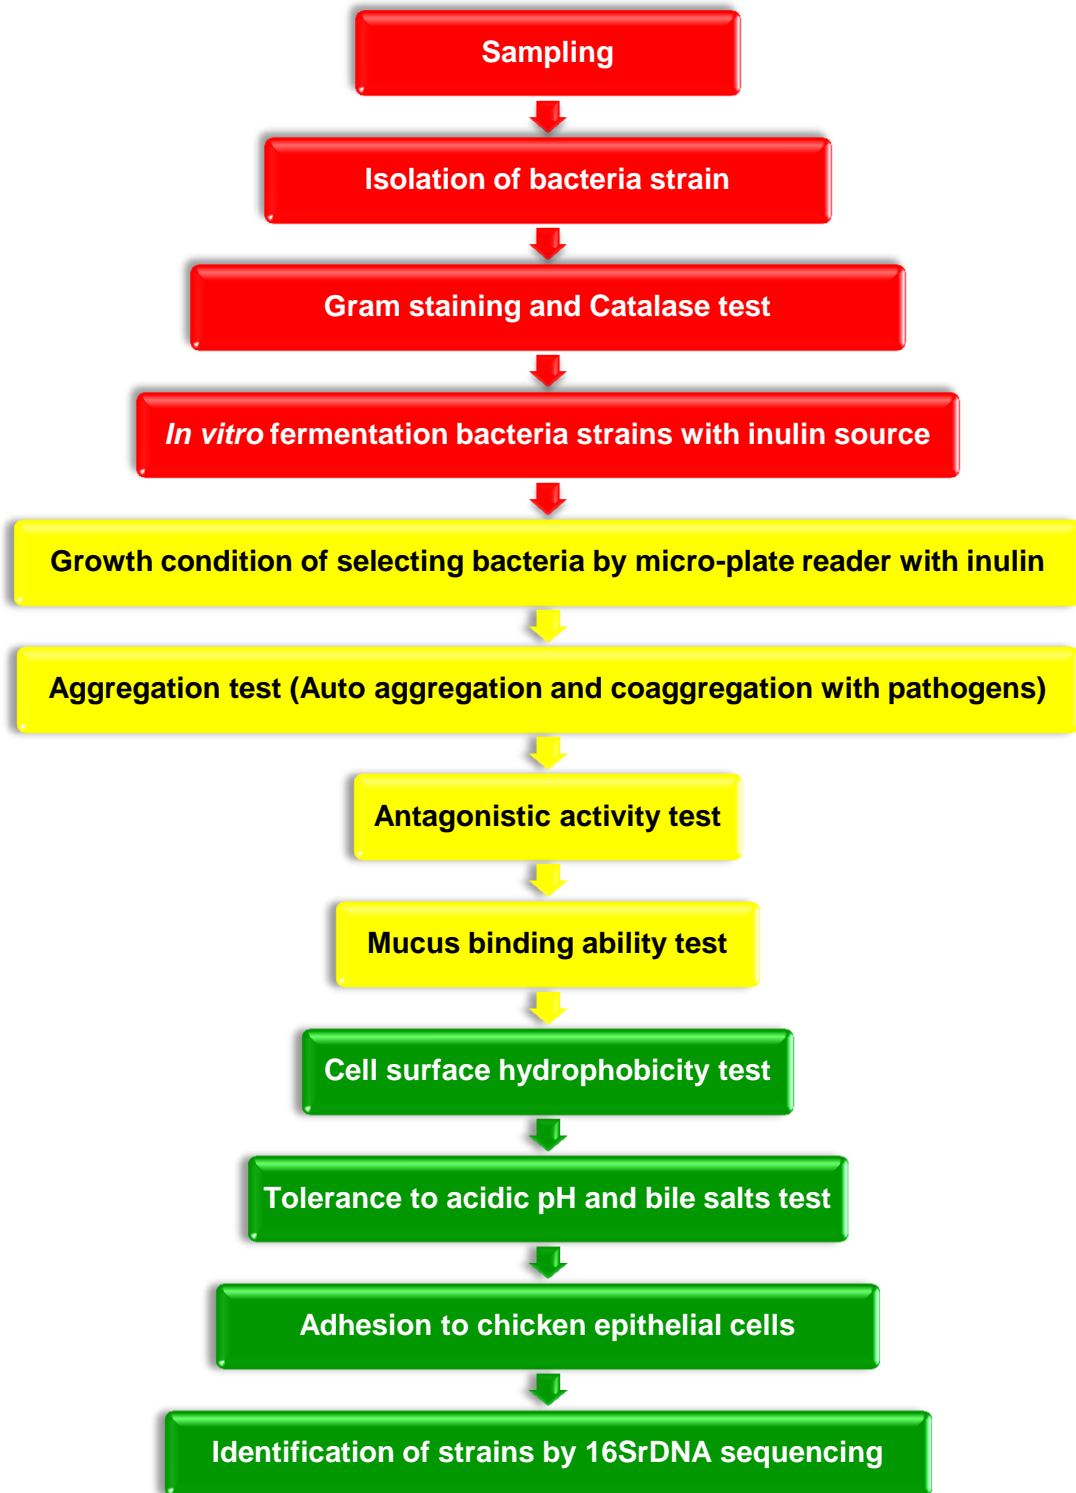 Sampling
Isolation of bacteria strain
Gram staining and Catalase test
In vitro fermentation bacteria strains with inulin source
Growth condition of selecting bacteria by micro-plate reader with inulin
Aggregation test (Auto aggregation and coaggregation with pathogens)
Antagonistic activity test
Mucus binding ability test
Cell surface hydrophobicity test
Tolerance to acidic pH and bile salts test
Adhesion to chicken epithelial cells
Identification of strains by 16SrDNA sequencing